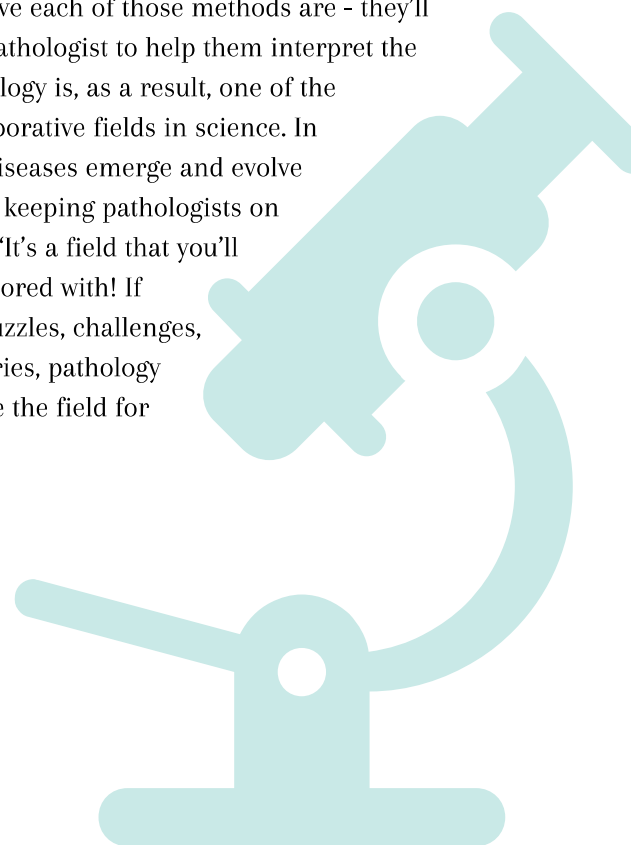 ve each of those methods are - they'll
athologist to help them interpret the
logy is, as a result, one of the
borative fields in science. In
iseases emerge and evolve
keeping pathologists on
"It's a field that you'll
ored with! If
uzzles, challenges,
ries, pathology
e the field for